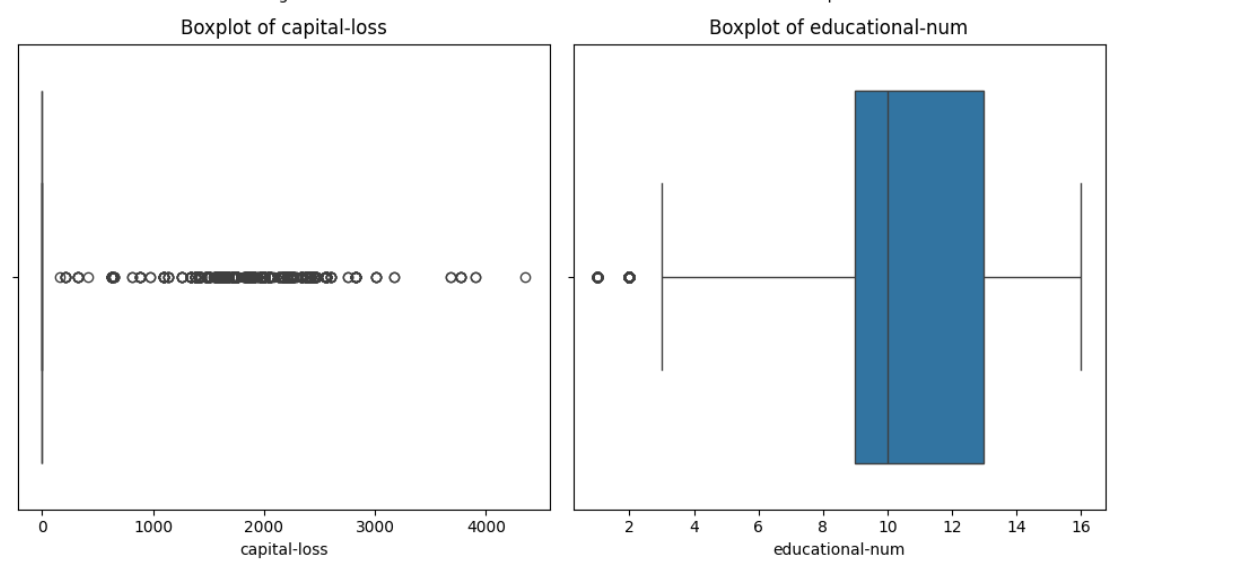 Boxplot of capital-loss
0 1000 2000 3000 4000
capital-loss
Boxplot of educational-num
2 4 6 8 10 12 14 16
educational-num